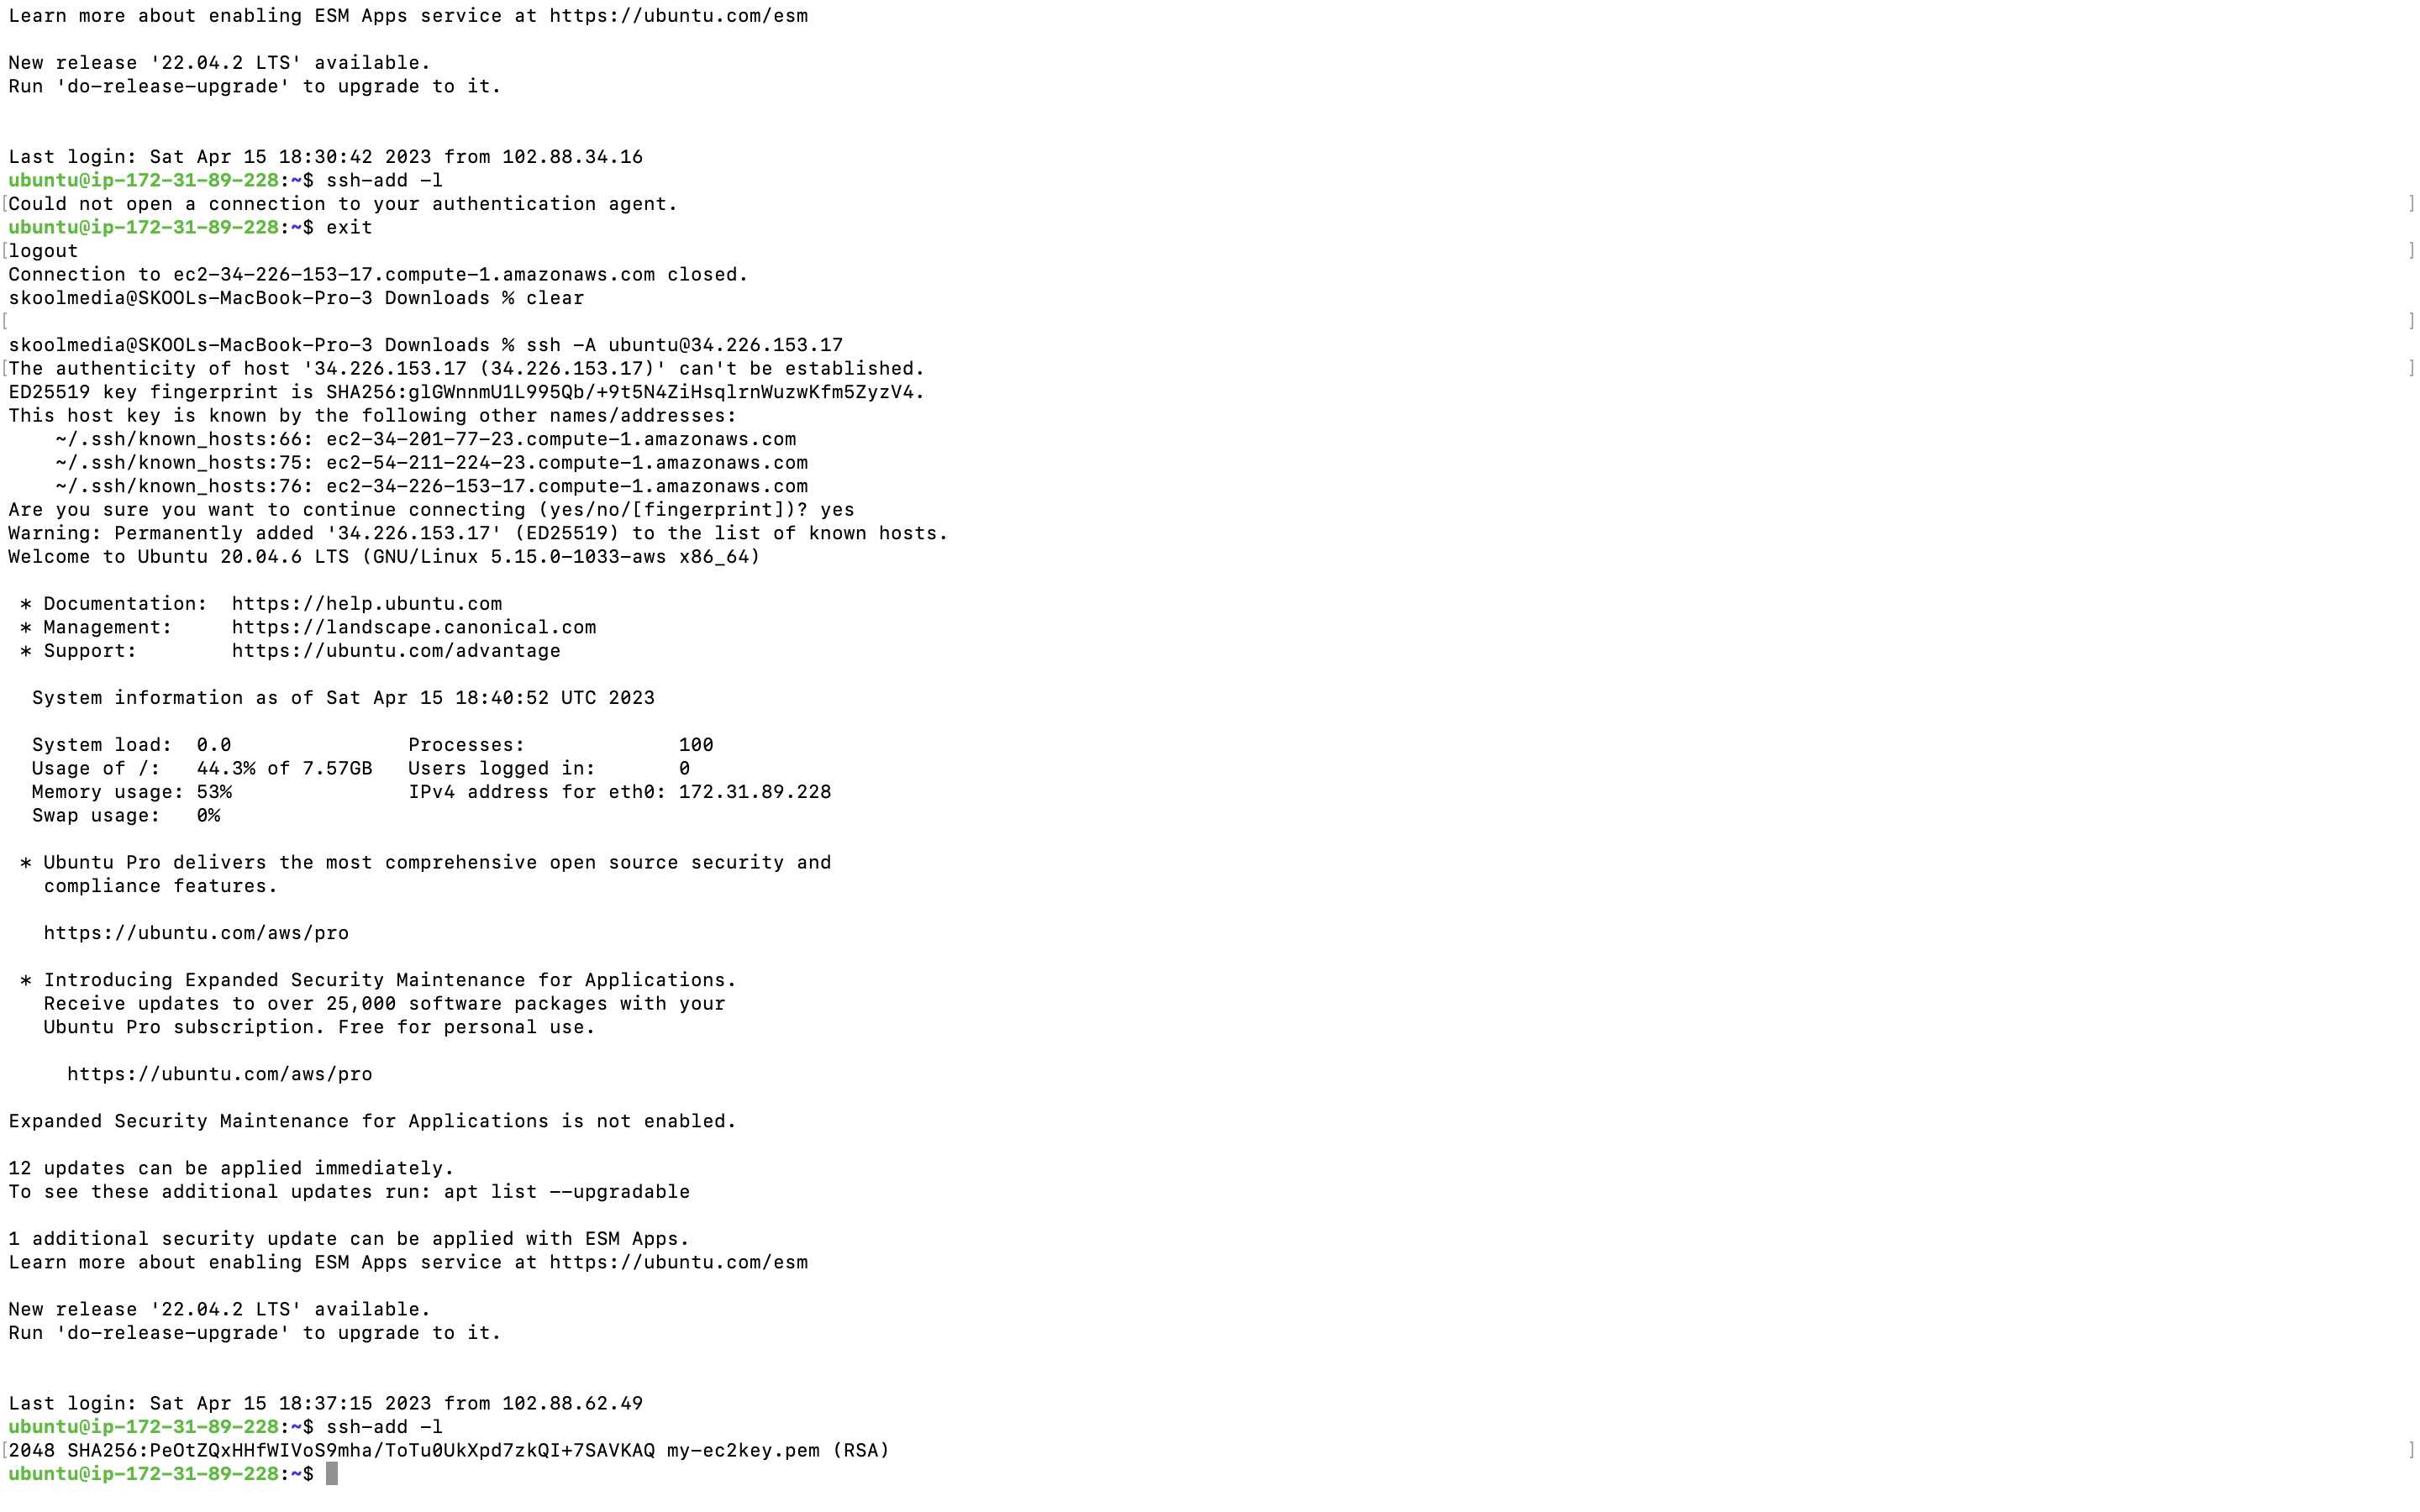 Learn more about enabling ESM Apps service at https://ubuntu.com/esm

New release '22.04.2 LTS' available.
Run 'do-release-upgrade' to upgrade to it.


Last login: Sat Apr 15 18:30:42 2023 from 102.88.34.16
ubuntu@ip-172-31-89-228:~$ ssh-add -l
[Could not open a connection to your authentication agent. ]
ubuntu@ip-172-31-89-228:~$ exit
[logout ]
Connection to ec2-34-226-153-17.compute-1.amazonaws.com closed.
skoolmedia@SKOOLs-MacBook-Pro-3 Downloads % clear
[ ]
skoolmedia@SKOOLs-MacBook-Pro-3 Downloads % ssh -A ubuntu@34.226.153.17
[The authenticity of host '34.226.153.17 (34.226.153.17)' can't be established. ]
ED25519 key fingerprint is SHA256:glGWnnmU1L995Qb/+9t5N4ZiHsqlrnWuzwKfm5ZyzV4.
This host key is known by the following other names/addresses:
    ~/.ssh/known_hosts:66: ec2-34-201-77-23.compute-1.amazonaws.com
    ~/.ssh/known_hosts:75: ec2-54-211-224-23.compute-1.amazonaws.com
    ~/.ssh/known_hosts:76: ec2-34-226-153-17.compute-1.amazonaws.com
Are you sure you want to continue connecting (yes/no/[fingerprint])? yes
Warning: Permanently added '34.226.153.17' (ED25519) to the list of known hosts.
Welcome to Ubuntu 20.04.6 LTS (GNU/Linux 5.15.0-1033-aws x86_64)

 * Documentation:  https://help.ubuntu.com
 * Management:     https://landscape.canonical.com
 * Support:        https://ubuntu.com/advantage

  System information as of Sat Apr 15 18:40:52 UTC 2023

  System load:  0.0               Processes:             100
  Usage of /:   44.3% of 7.57GB   Users logged in:       0
  Memory usage: 53%               IPv4 address for eth0: 172.31.89.228
  Swap usage:   0%

 * Ubuntu Pro delivers the most comprehensive open source security and
   compliance features.

   https://ubuntu.com/aws/pro

 * Introducing Expanded Security Maintenance for Applications.
   Receive updates to over 25,000 software packages with your
   Ubuntu Pro subscription. Free for personal use.

     https://ubuntu.com/aws/pro

Expanded Security Maintenance for Applications is not enabled.

12 updates can be applied immediately.
To see these additional updates run: apt list --upgradable

1 additional security update can be applied with ESM Apps.
Learn more about enabling ESM Apps service at https://ubuntu.com/esm

New release '22.04.2 LTS' available.
Run 'do-release-upgrade' to upgrade to it.


Last login: Sat Apr 15 18:37:15 2023 from 102.88.62.49
ubuntu@ip-172-31-89-228:~$ ssh-add -l
[2048 SHA256:PeOtZQxHHfWIVoS9mha/ToTu0UkXpd7zkQI+7SAVKAQ my-ec2key.pem (RSA) ]
ubuntu@ip-172-31-89-228:~$